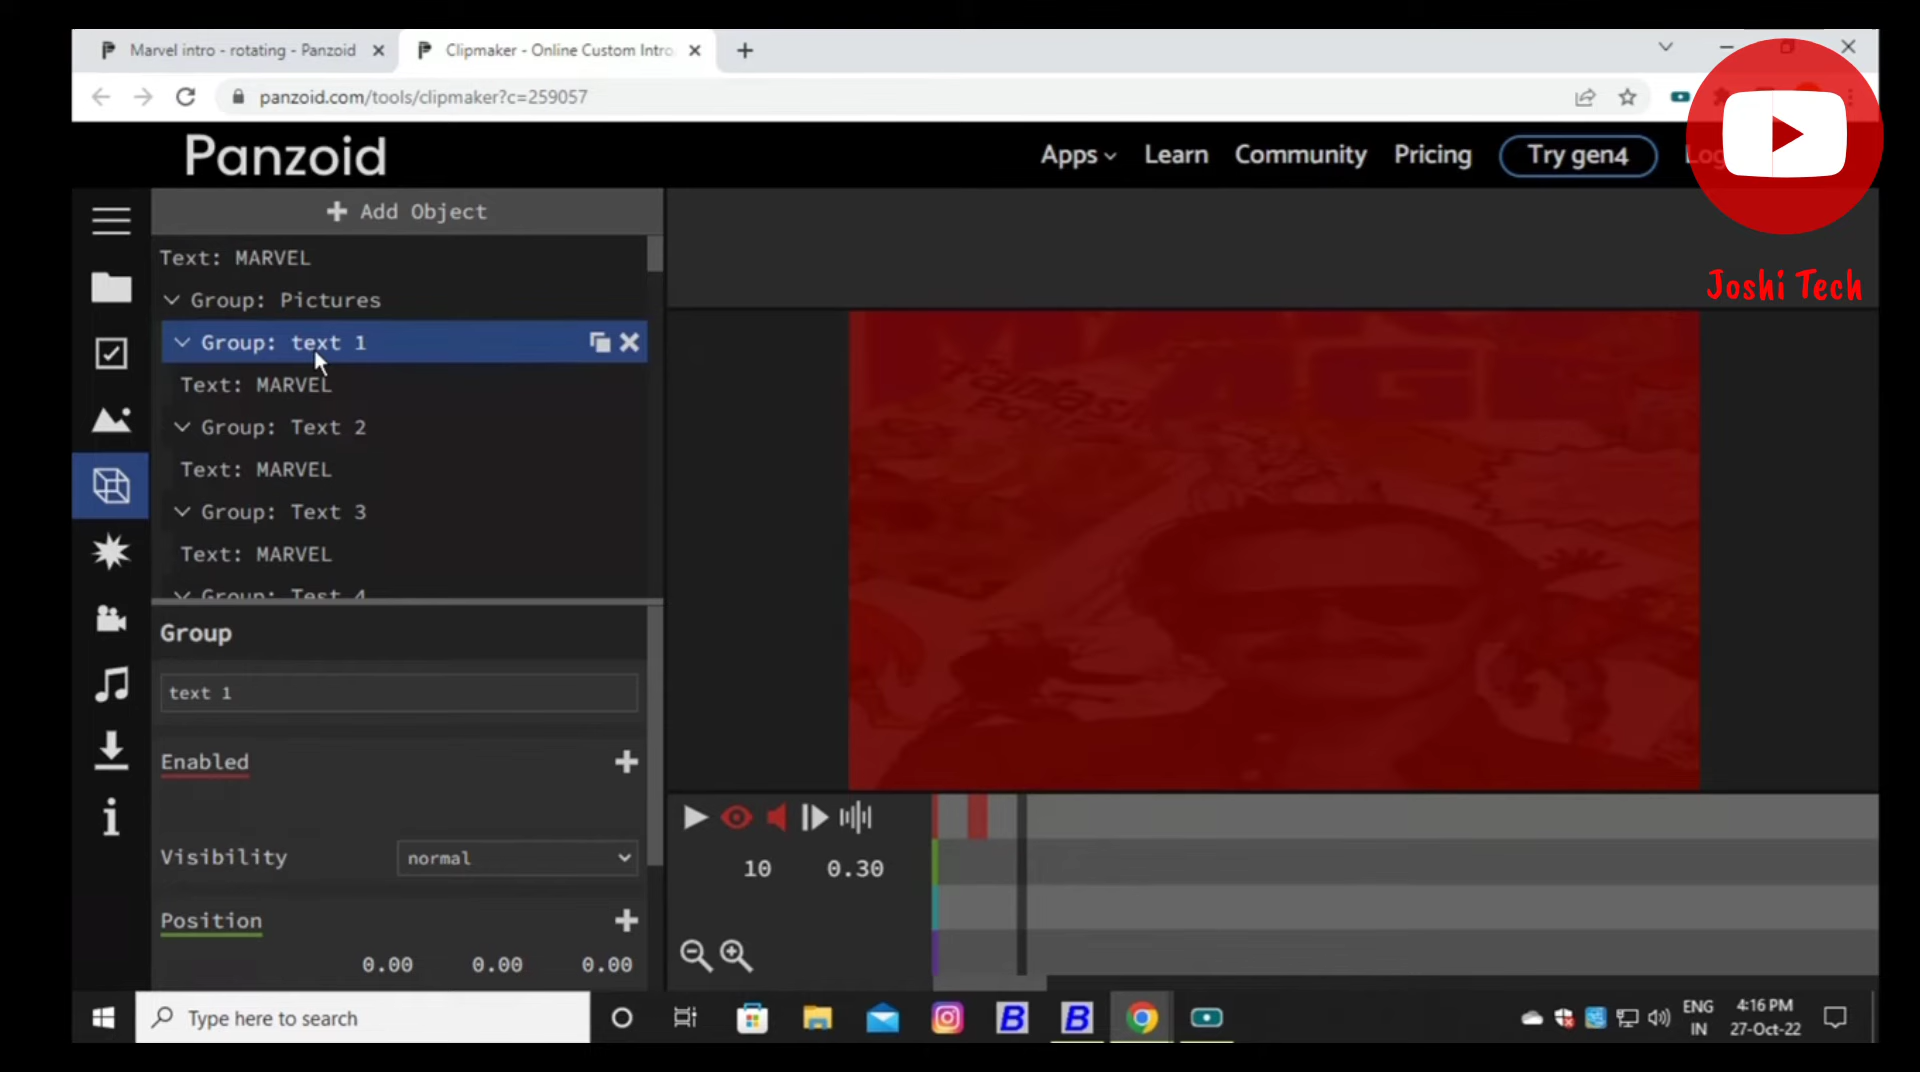 Marvel intro - rotating - Panzoid
Clipmaker - Online Custom Intro
panzoid.com/tools/clipmaker?c=259057
Panzoid
Apps
Learn
Community
Pricing
Try gen4
Joshi Tech
Add Object
Text: MARVEL
Group: Pictures
Group: text 1
Text: MARVEL
Group: Text 2
Text: MARVEL
Group: Text 3
Text: MARVEL
Group: Test 4
Group
text 1
Enabled
Visibility
normal
Position
0.00 0.00 0.00
10 0.30
Type here to search
ENG
IN
4:16 PM
27-Oct-22